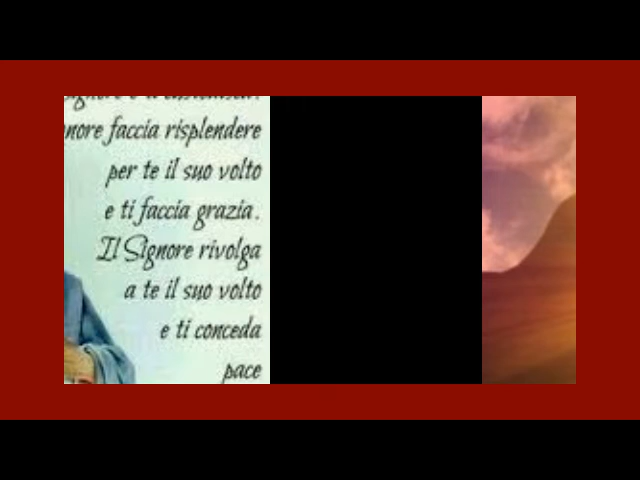 faccia risplendere
per te il suo volto
e ti faccia grazia.
Il Signore rivolga
a te il suo volto
e ti conceda
pace